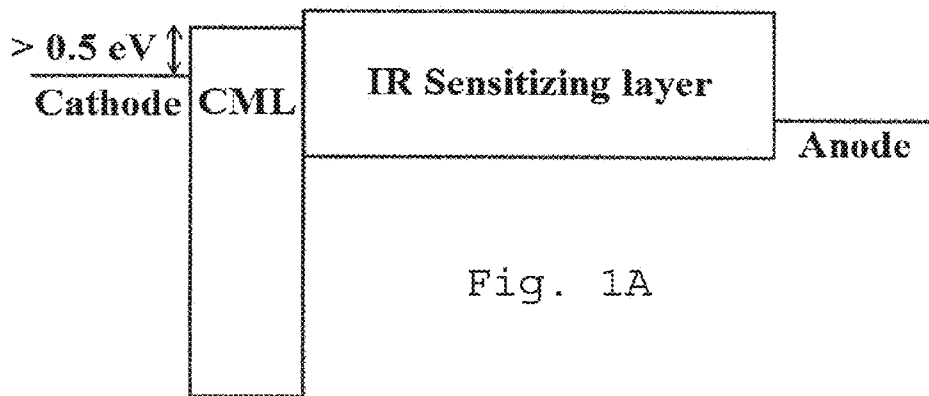 > 0.5 eV
Cathode
CML
IR Sensitizing layer
Anode
Fig. 1A